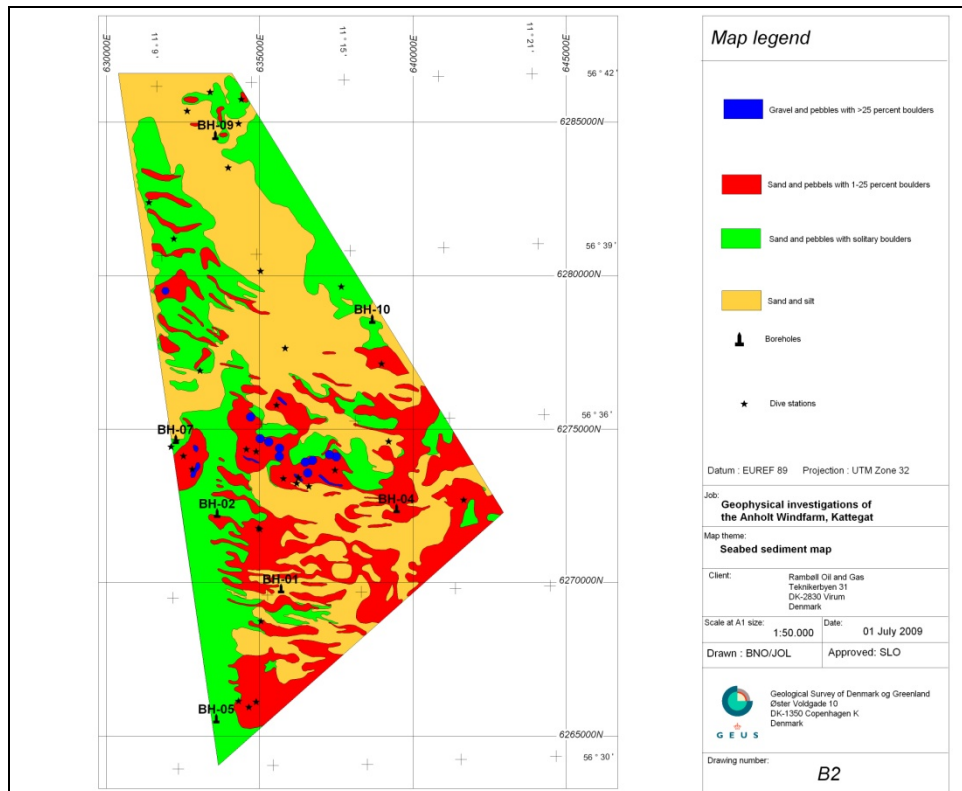 630000E
11 ° 9 '
635000E
11 ° 15 '
640000E
11 ° 21 '
645000E
56 ° 42 '
6285000N
BH-09
56 ° 39 '
6280000N
BH-10
56 ° 36 '
6275000N
BH-07
BH-02
BH-04
6270000N
BH-01
BH-05
6265000N
56 ° 30 '
Map legend
Gravel and pebbles with >25 percent boulders
Sand and pebbels with 1-25 percent boulders
Sand and pebbles with solitary boulders
Sand and silt
Boreholes
Dive stations
Datum : EUREF 89 Projection : UTM Zone 32
Job:
Geophysical investigations of
the Anholt Windfarm, Kattegat
Map theme:
Seabed sediment map
Client:
Rambøll Oil and Gas
Teknikerbyen 31
DK-2830 Virum
Denmark
Scale at A1 size:
1:50.000
Date:
01 July 2009
Drawn : BNO/JOL
Approved: SLO
GEUS
Geological Survey of Denmark og Greenland
Øster Voldgade 10
DK-1350 Copenhagen K
Denmark
Drawing number:
B2